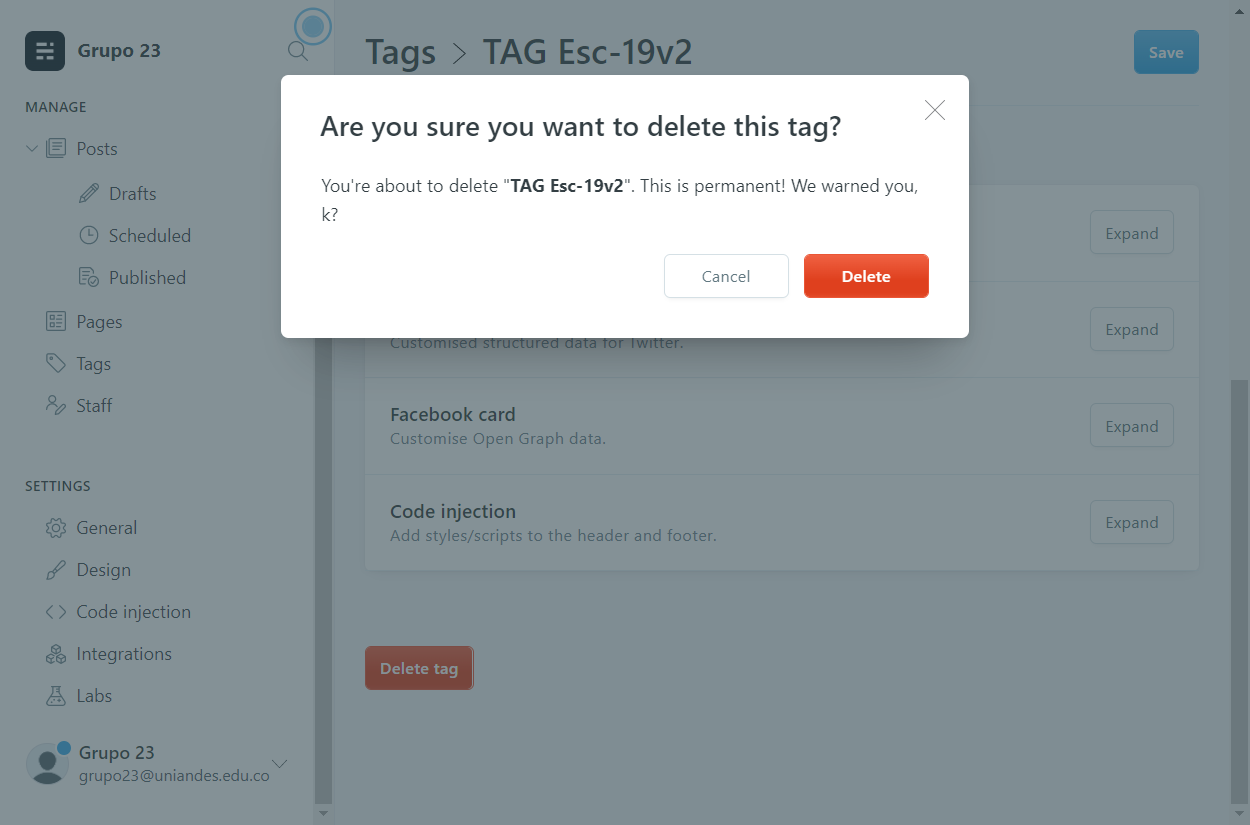 Grupo 23
MANAGE
Posts
Drafts
Scheduled
Published
Pages
Tags
Staff
SETTINGS
General
Design
Code injection
Integrations
Labs
Grupo 23
grupo23@uniandes.edu.co
Tags > TAG Esc-19v2
Save
Are you sure you want to delete this tag?
You're about to delete "TAG Esc-19v2". This is permanent! We warned you,
k?
Cancel
Delete
Expand
Customised structured data for Twitter.
Expand
Facebook card
Customise Open Graph data.
Expand
Code injection
Add styles/scripts to the header and footer.
Expand
Delete tag